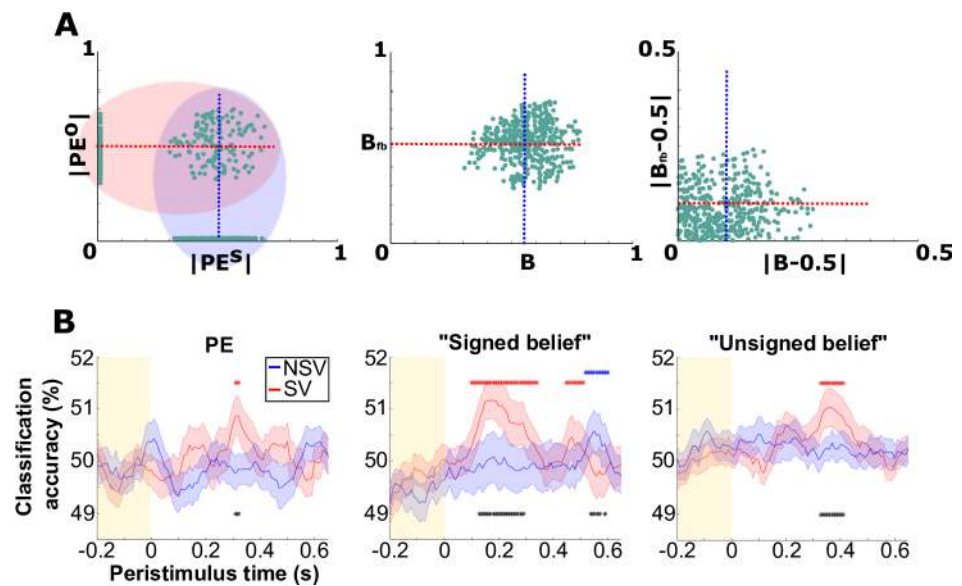 A
1
|PEᴼ|
0
|PEˢ|
1
1
B_fb
0
B
1
0.5
|B_fb-0.5|
0
|B-0.5|
0.5
B
PE
"Signed belief"
"Unsigned belief"
NSV
SV
Classification
accuracy (%)
52
51
50
49
-0.2 0 0.2 0.4 0.6
52
51
50
49
-0.2 0 0.2 0.4 0.6
52
51
50
49
-0.2 0 0.2 0.4 0.6
Peristimulus time (s)